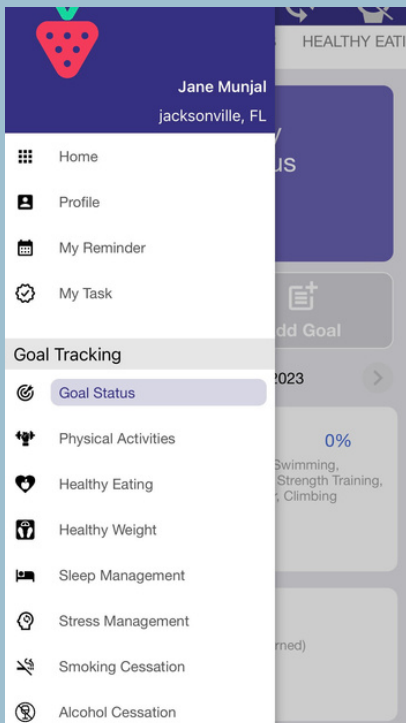 HEALTHY EATI
Jane Munjal
jacksonville, FL
Home
Profile
My Reminder
My Task
dd Goal
Goal Tracking
2023
Goal Status
Physical Activities
0%
Swimming,
Strength Training,
Climbing
Healthy Eating
Healthy Weight
Sleep Management
Stress Management
rned)
Smoking Cessation
Alcohol Cessation